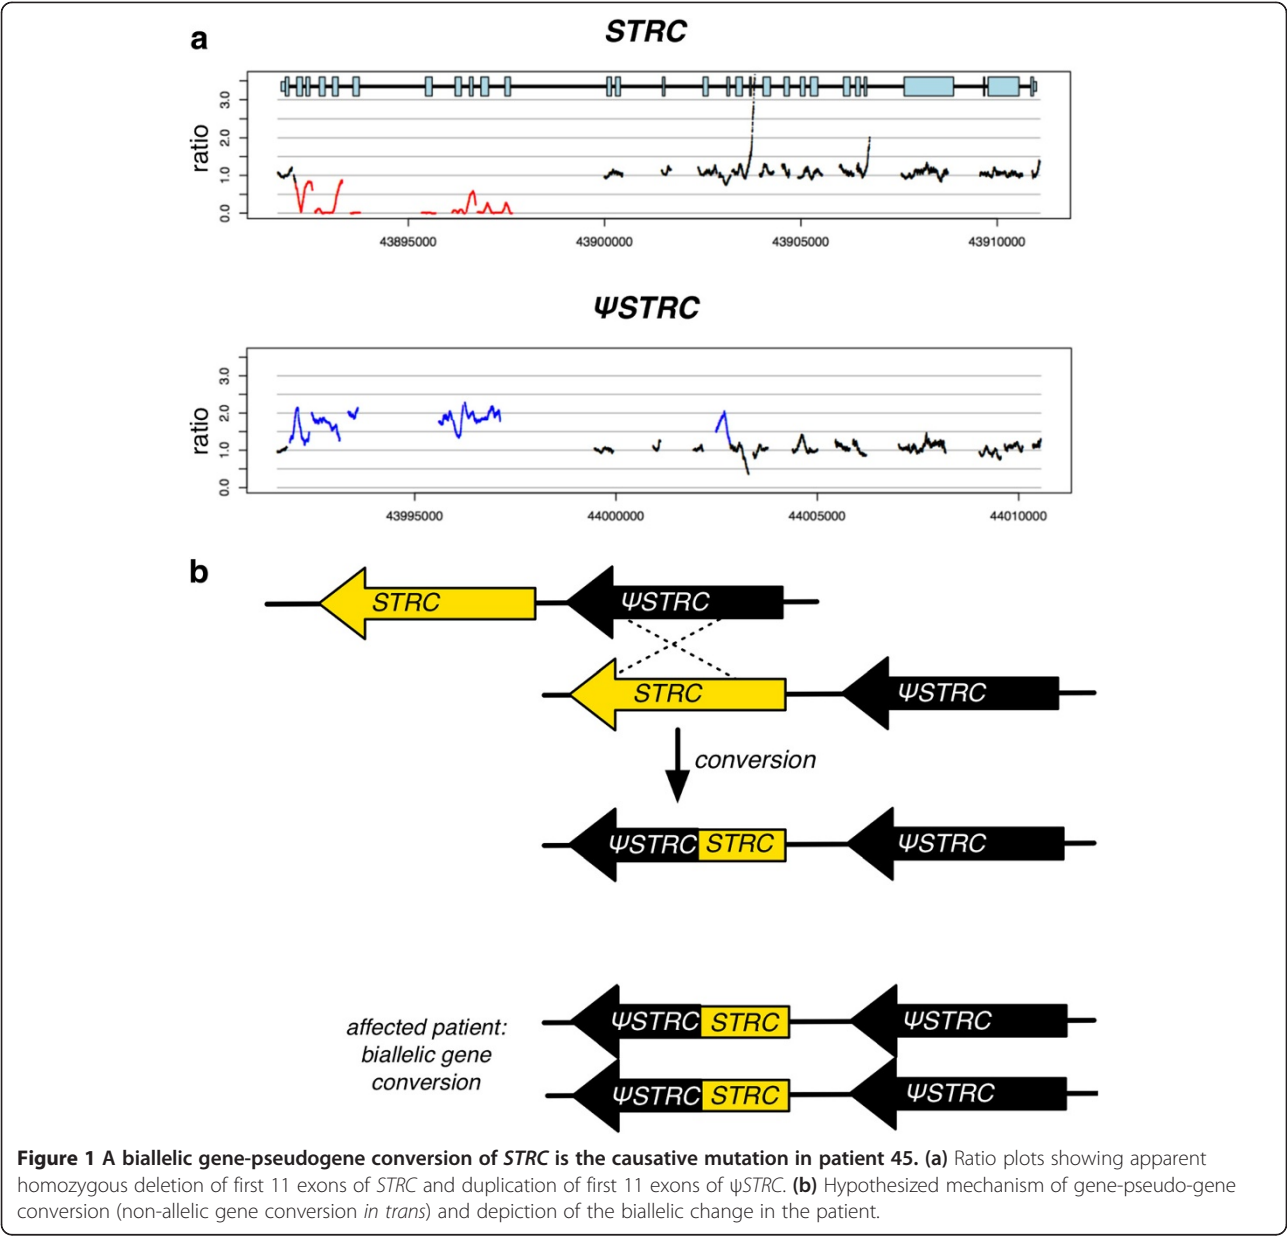 a
STRC
ratio
3.0
2.0
1.0
0.0
43895000 43900000 43905000 43910000
ΨSTRC
ratio
3.0
2.0
1.0
0.0
43995000 44000000 44005000 44010000
b
STRC ΨSTRC
STRC ΨSTRC
conversion
ΨSTRC STRC ΨSTRC
affected patient:
biallelic gene
conversion
ΨSTRC STRC ΨSTRC
ΨSTRC STRC ΨSTRC
Figure 1 A biallelic gene-pseudogene conversion of STRC is the causative mutation in patient 45. (a) Ratio plots showing apparent
homozygous deletion of first 11 exons of STRC and duplication of first 11 exons of ψSTRC. (b) Hypothesized mechanism of gene-pseudo-gene
conversion (non-allelic gene conversion in trans) and depiction of the biallelic change in the patient.